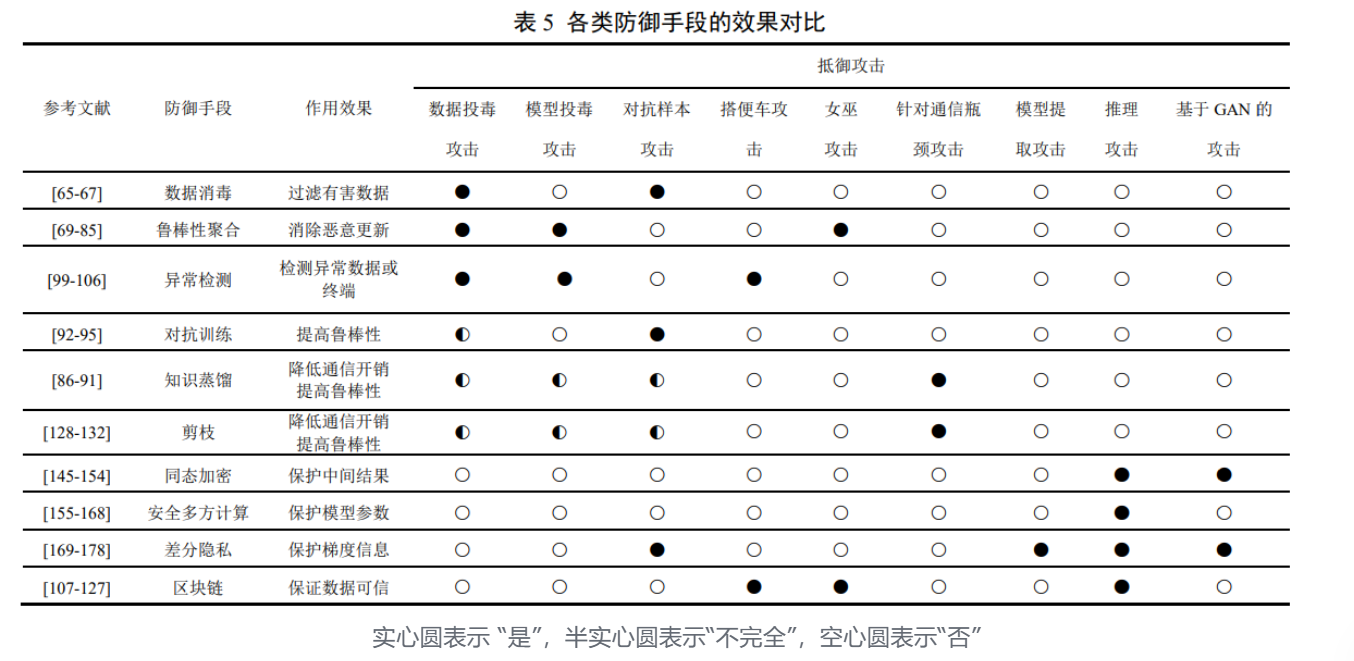 表 5 各类防御手段的效果对比
抵御攻击
参考文献 防御手段 作用效果 数据投毒 模型投毒 对抗样本 搭便车攻 女巫 针对通信瓶 模型提 推理 基于 GAN 的
攻击 攻击 攻击 击 攻击 颈攻击 取攻击 攻击 攻击
[65-67] 数据消毒 过滤有害数据 ● ○ ● ○ ○ ○ ○ ○ ○
[69-85] 鲁棒性聚合 消除恶意更新 ● ● ○ ○ ● ○ ○ ○ ○
[99-106] 异常检测 检测异常数据或 ● ● ○ ● ○ ○ ○ ○ ○
终端
[92-95] 对抗训练 提高鲁棒性 ◐ ○ ● ○ ○ ○ ○ ○ ○
[86-91] 知识蒸馏 降低通信开销 ◐ ◐ ◐ ○ ○ ● ○ ○ ○
提高鲁棒性
[128-132] 剪枝 降低通信开销 ◐ ◐ ◐ ○ ○ ● ○ ○ ○
提高鲁棒性
[145-154] 同态加密 保护中间结果 ○ ○ ○ ○ ○ ○ ○ ● ●
[155-168] 安全多方计算 保护模型参数 ○ ○ ○ ○ ○ ○ ○ ● ○
[169-178] 差分隐私 保护梯度信息 ○ ○ ● ○ ○ ○ ● ● ●
[107-127] 区块链 保证数据可信 ○ ○ ○ ● ● ○ ○ ● ○
实心圆表示 “是”，半实心圆表示“不完全”，空心圆表示“否”